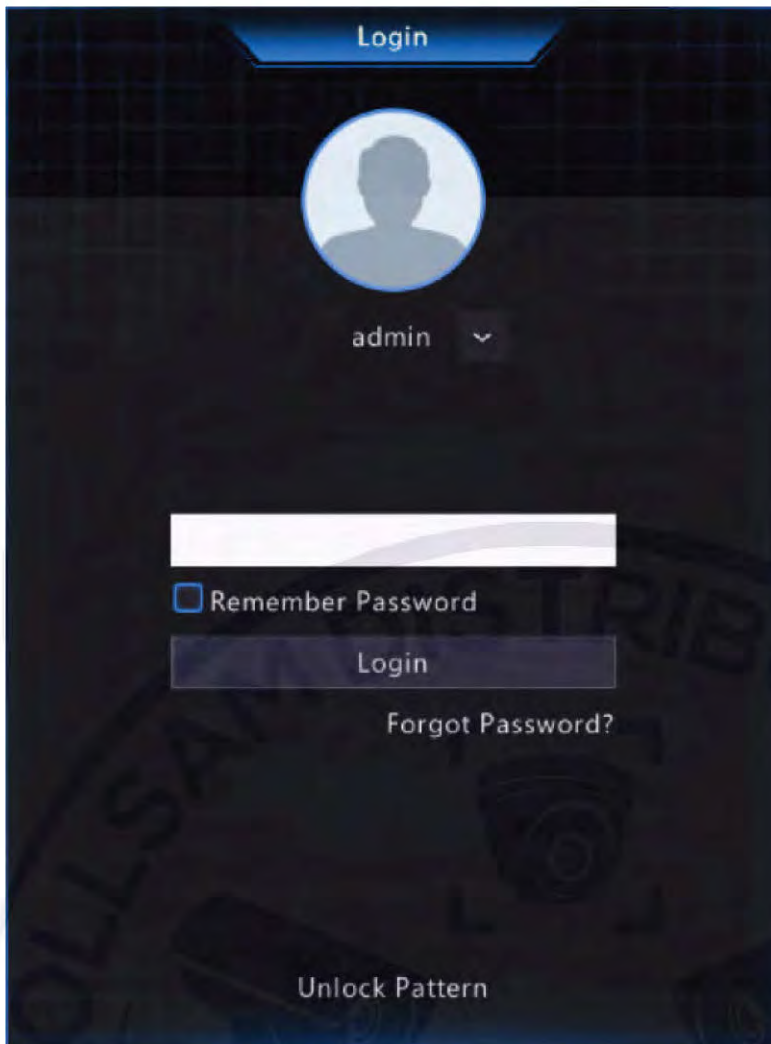 Login
admin
Remember Password
Login
Forgot Password?
Unlock Pattern